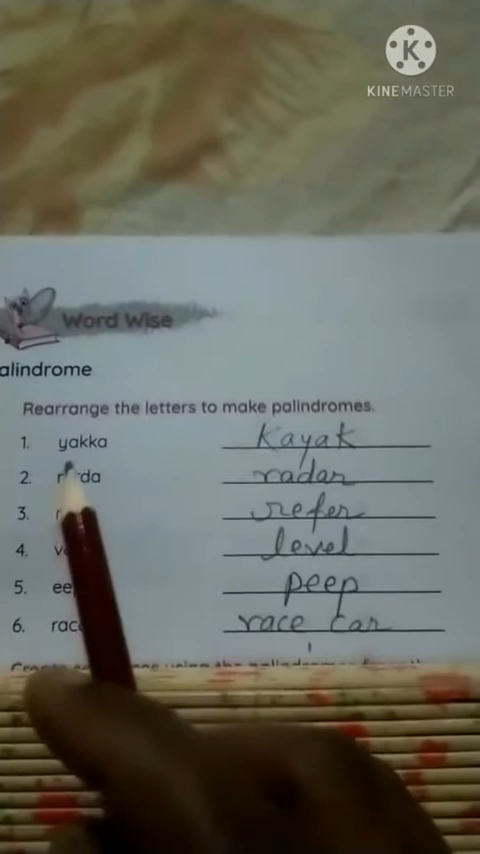 K
KINEMASTER
Word Wise
alindrome
Rearrange the letters to make palindromes.
1. yakka Kayak
2. radar
3. refer
4. level
5. peep
6. race car